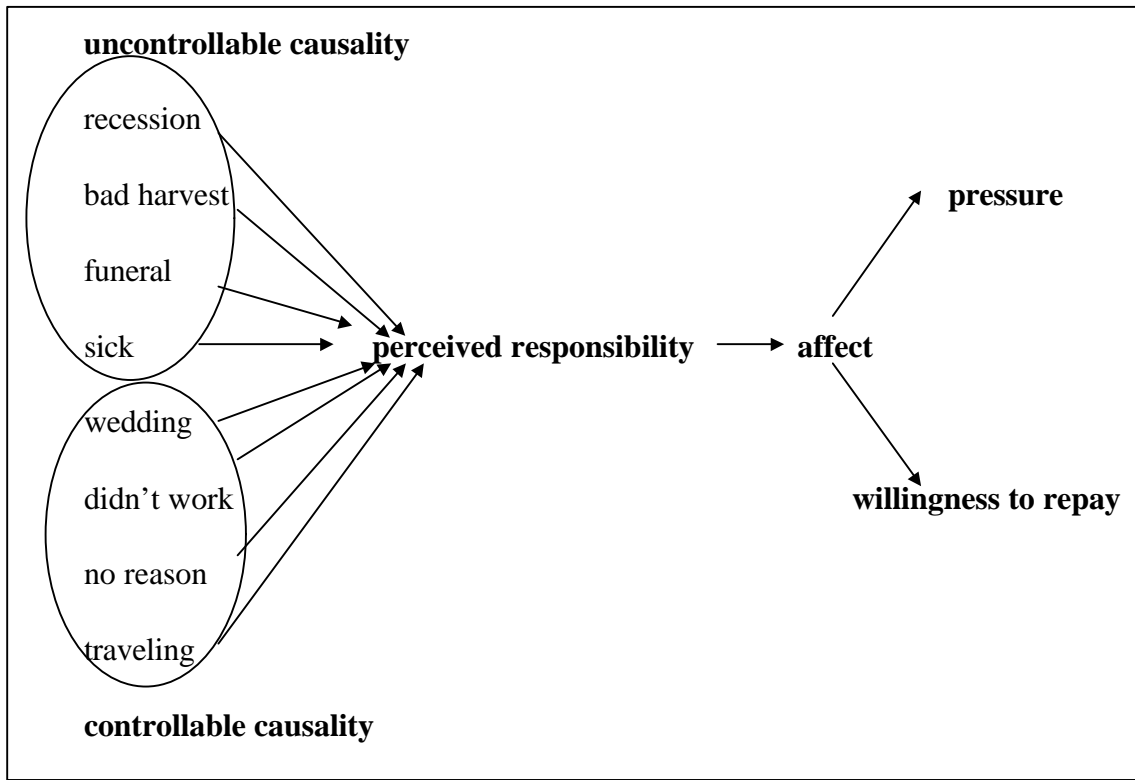 uncontrollable causality
recession
bad harvest
pressure
funeral
sick
perceived responsibility
affect
wedding
didn’t work
willingness to repay
no reason
traveling
controllable causality